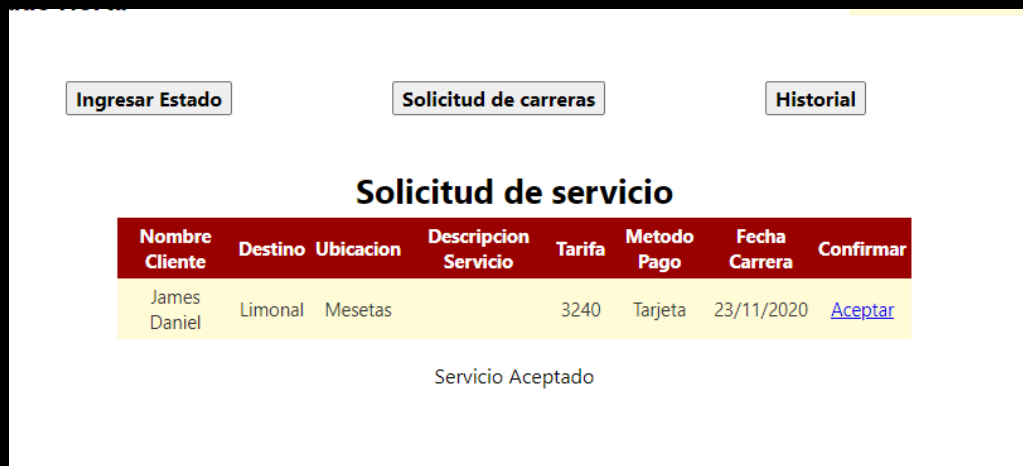 Ingresar Estado Solicitud de carreras Historial
Solicitud de servicio
Nombre Cliente Destino Ubicacion Descripcion Servicio Tarifa Metodo Pago Fecha Carrera Confirmar
James Daniel Limonal Mesetas 3240 Tarjeta 23/11/2020 Aceptar
Servicio Aceptado